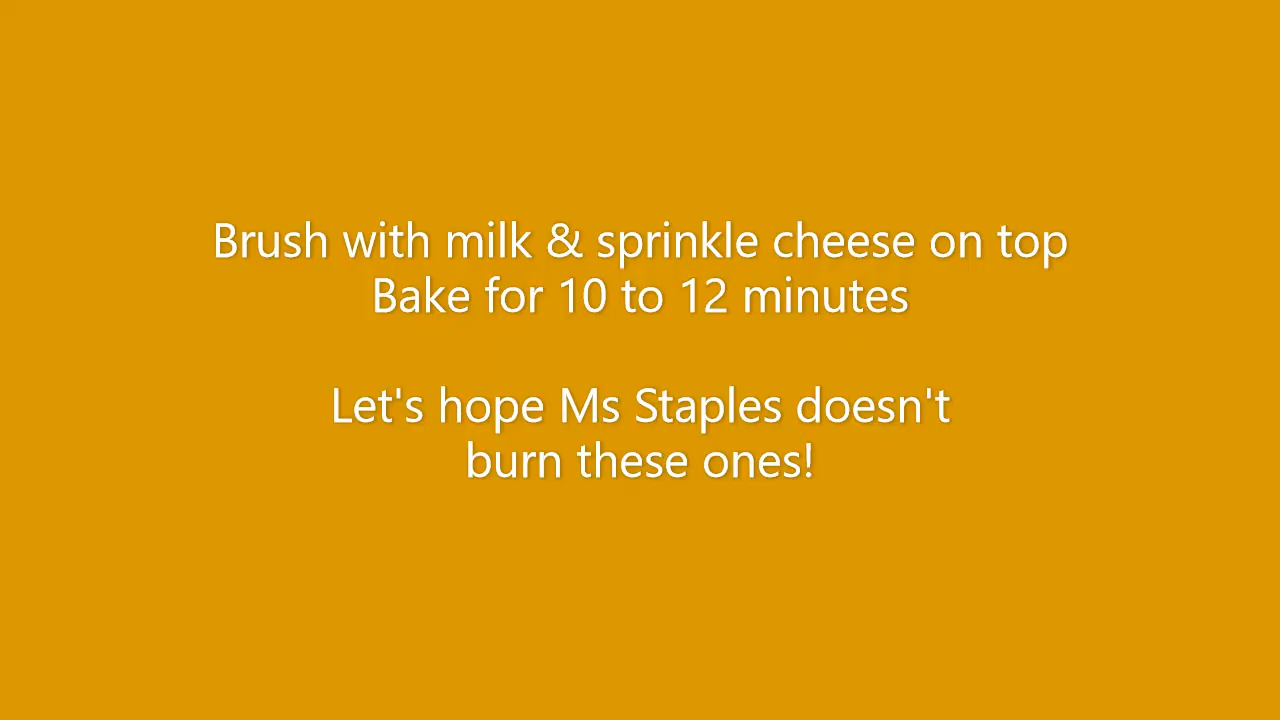 Brush with milk & sprinkle cheese on top
Bake for 10 to 12 minutes
Let's hope Ms Staples doesn't
burn these ones!